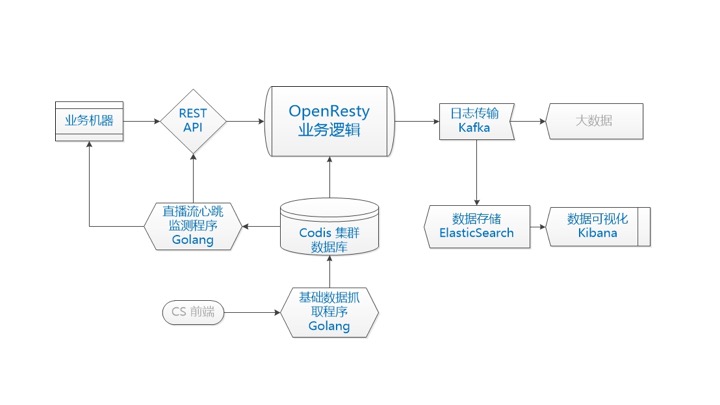 业务机器
REST
API
OpenResty
业务逻辑
日志传输
Kafka
大数据
直播流心跳
监测程序
Golang
Codis 集群
数据库
数据存储
ElasticSearch
数据可视化
Kibana
CS 前端
基础数据抓
取程序
Golang